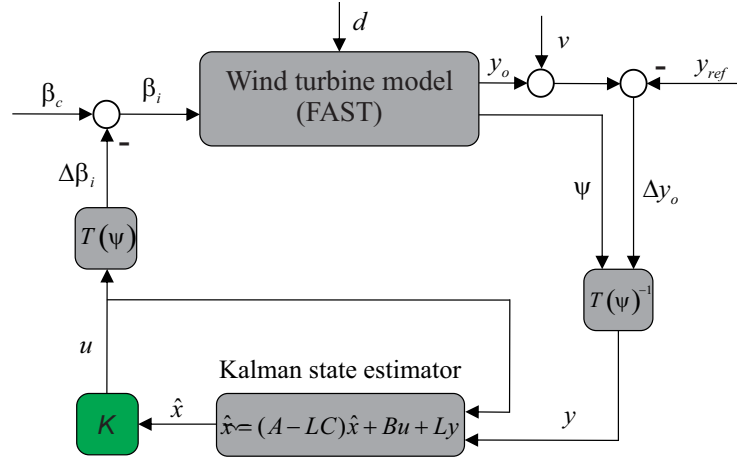 d
v
y_o
-
y_ref
β_c
β_i
Wind turbine model
(FAST)
-
Δβ_i
ψ
Δy_o
T(ψ)
T(ψ)^-1
u
Kalman state estimator
K
x̂
x̂ = (A − LC)x̂ + Bu + Ly
y